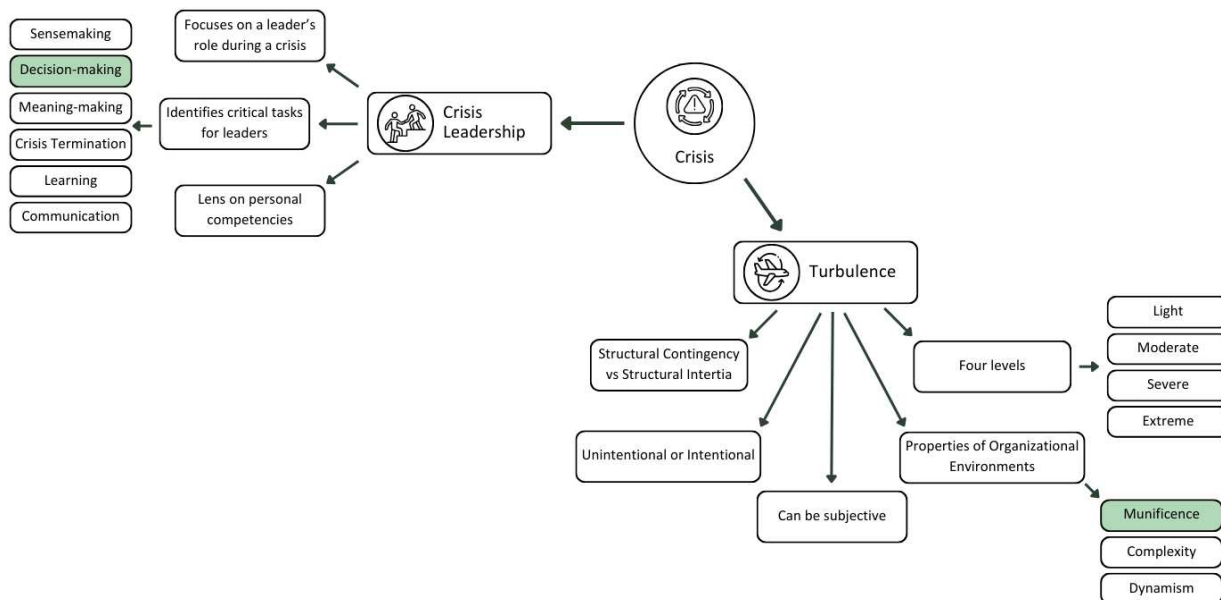 Sensemaking
Decision-making
Meaning-making
Crisis Termination
Learning
Communication
Focuses on a leader's
role during a crisis
Identifies critical tasks
for leaders
Lens on personal
competencies
Crisis
Leadership
Crisis
Turbulence
Structural Contingency
vs Structural Intertia
Unintentional or Intentional
Can be subjective
Properties of Organizational
Environments
Four levels
Light
Moderate
Severe
Extreme
Munificence
Complexity
Dynamism